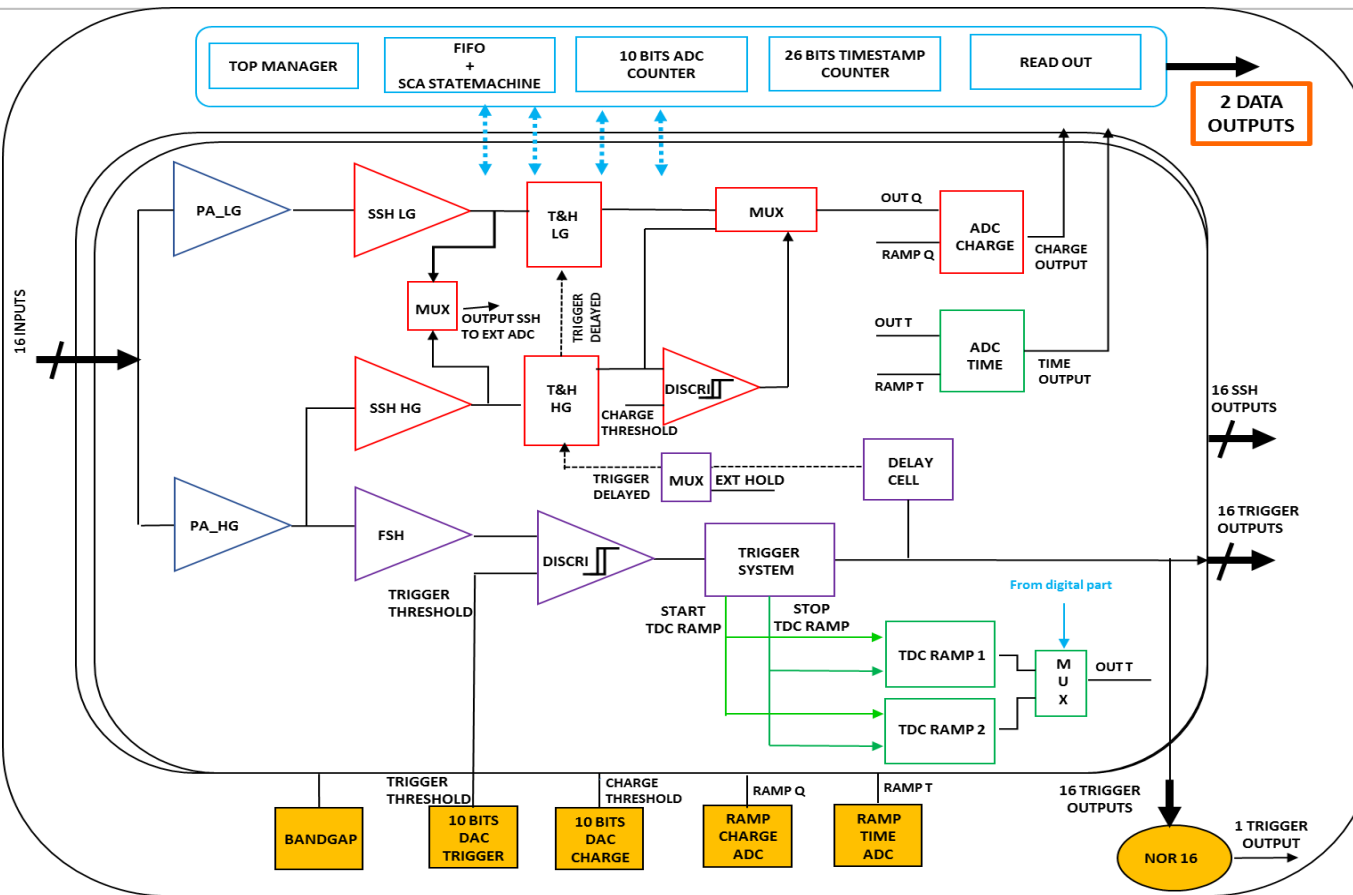 TOP MANAGER
FIFO
+
SCA STATEMACHINE
10 BITS ADC
COUNTER
26 BITS TIMESTAMP
COUNTER
READ OUT
2 DATA
OUTPUTS
16 INPUTS
PA_LG
SSH LG
T&H
LG
MUX
OUT Q
RAMP Q
ADC
CHARGE
CHARGE
OUTPUT
MUX
OUTPUT SSH
TO EXT ADC
TRIGGER
DELAYED
OUT T
RAMP T
ADC
TIME
TIME
OUTPUT
SSH HG
T&H
HG
DISCRI
CHARGE
THRESHOLD
16 SSH
OUTPUTS
TRIGGER
DELAYED
MUX
EXT HOLD
DELAY
CELL
PA_HG
FSH
DISCRI
TRIGGER
SYSTEM
16 TRIGGER
OUTPUTS
TRIGGER
THRESHOLD
START
TDC RAMP
STOP
TDC RAMP
From digital part
TDC RAMP 1
TDC RAMP 2
M
U
X
OUT T
TRIGGER
THRESHOLD
CHARGE
THRESHOLD
RAMP Q
RAMP T
16 TRIGGER
OUTPUTS
BANDGAP
10 BITS
DAC
TRIGGER
10 BITS
DAC
CHARGE
RAMP
CHARGE
ADC
RAMP
TIME
ADC
NOR 16
1 TRIGGER
OUTPUT